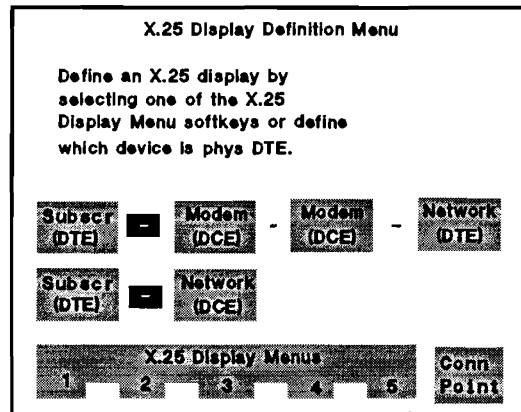 X.25 Display Definition Menu
Define an X.25 display by
selecting one of the X.25
Display Menu softkeys or define
which device is phys DTE.
Subscr - Modem - Modem - Network
(DTE) (DCE) (DCE) (DTE)
Subscr - Network
(DTE) (DCE)
X.25 Display Menus
1 2 3 4 5
Conn
Point